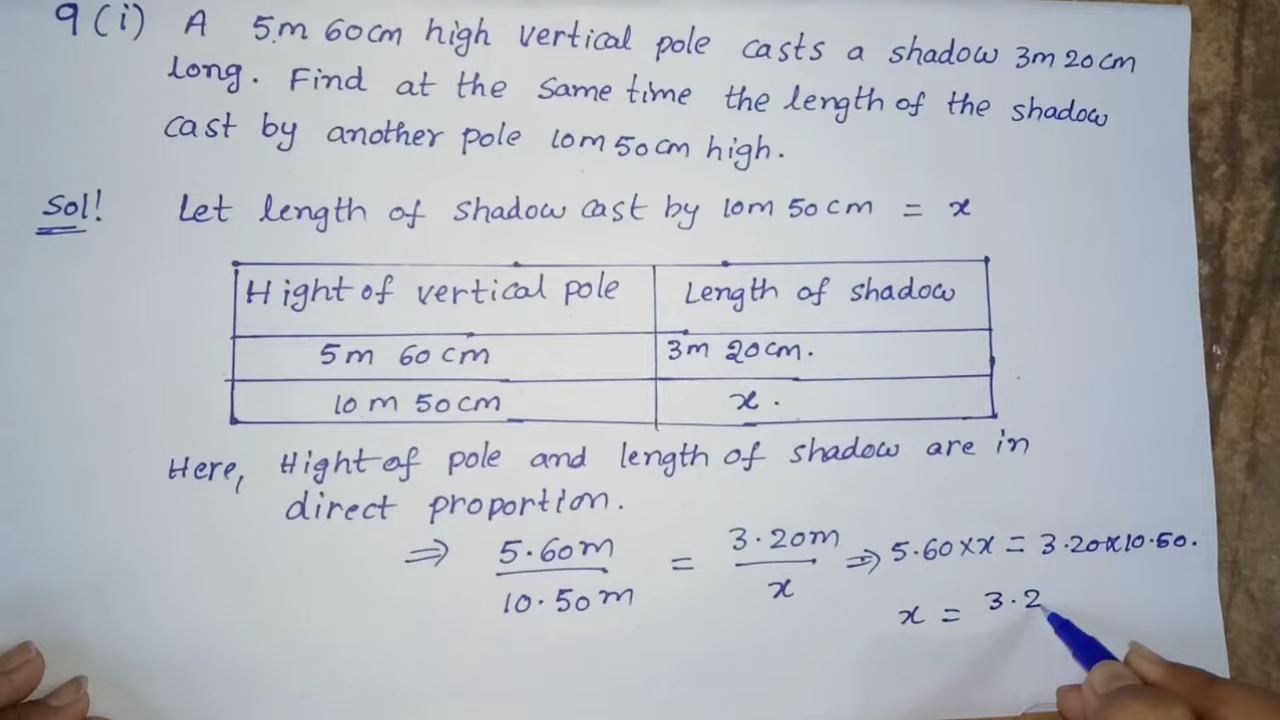 9(i) A 5m 60cm high vertical pole casts a shadow 3m 20cm
long. Find at the same time the length of the shadow
cast by another pole 10m 50cm high.
Sol! Let length of shadow cast by 10m 50cm = x
Hight of vertical pole Length of shadow
5m 60cm 3m 20cm.
10m 50cm x.
Here, Hight of pole and length of shadow are in
direct proportion.
⇒ 5.60m/10.50m = 3.20m/x ⇒ 5.60×x = 3.20×10.50.
x = 3.2